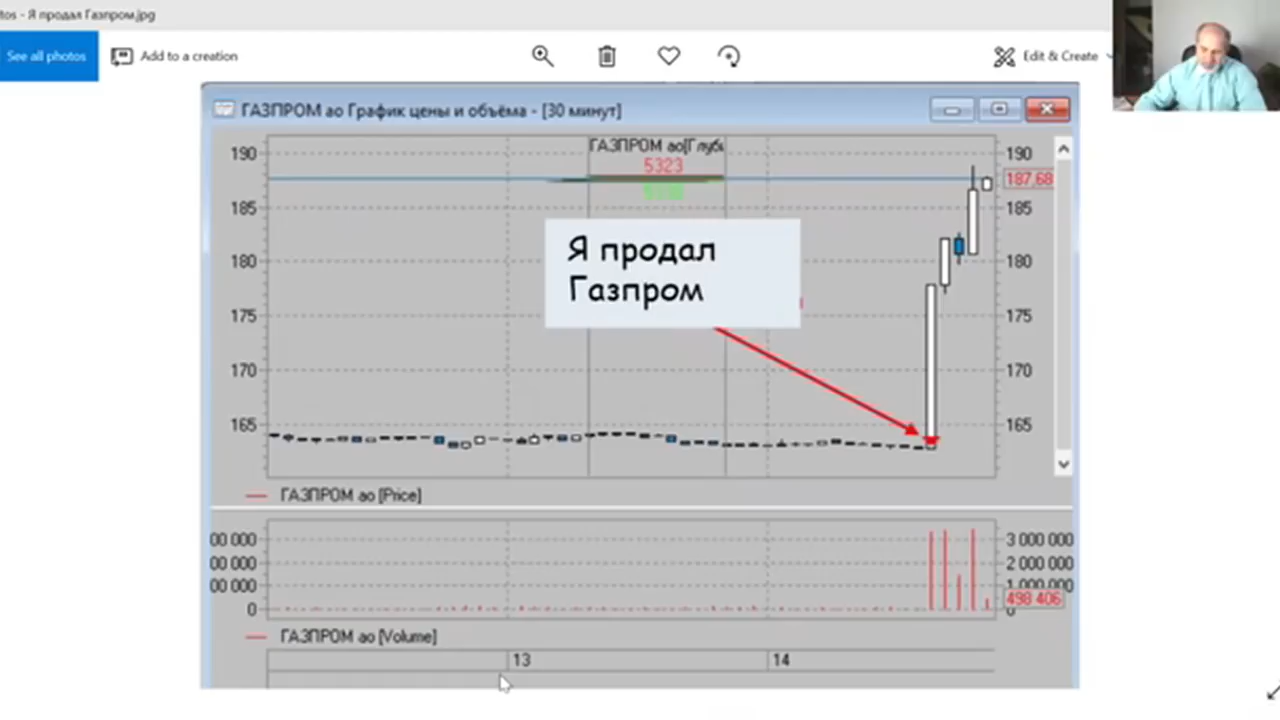 tos - Я продал Газпром.jpg
See all photos
Add to a creation
Edit & Create
ГАЗПРОМ ао График цены и объёма - [30 минут]
ГАЗПРОМ ао[Глуби
5323
190
190
187,68
185
185
Я продал
Газпром
180
180
175
175
170
170
165
165
ГАЗПРОМ ао [Price]
00 000
3 000 000
00 000
2 000 000
00 000
1 000 000
498 406
0
0
ГАЗПРОМ ао [Volume]
13
14